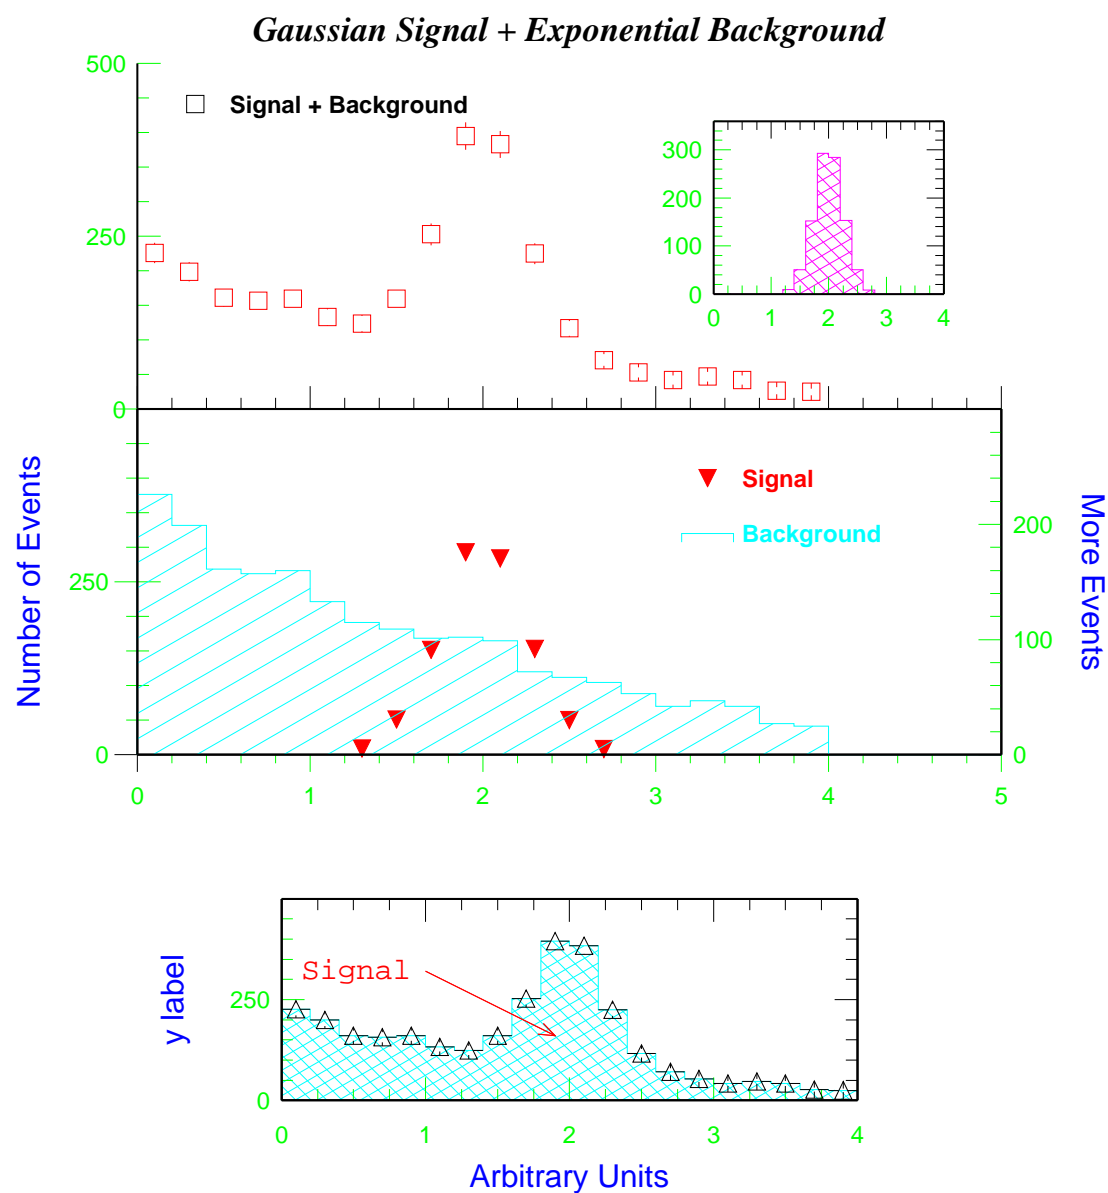 Gaussian Signal + Exponential Background
500
Signal + Background
300
200
250
100
0
0 1 2 3 4
0
Number of Events
Signal
More Events
200
Background
250
100
0
0
0 1 2 3 4 5
y label
Signal
250
0
0 1 2 3 4
Arbitrary Units